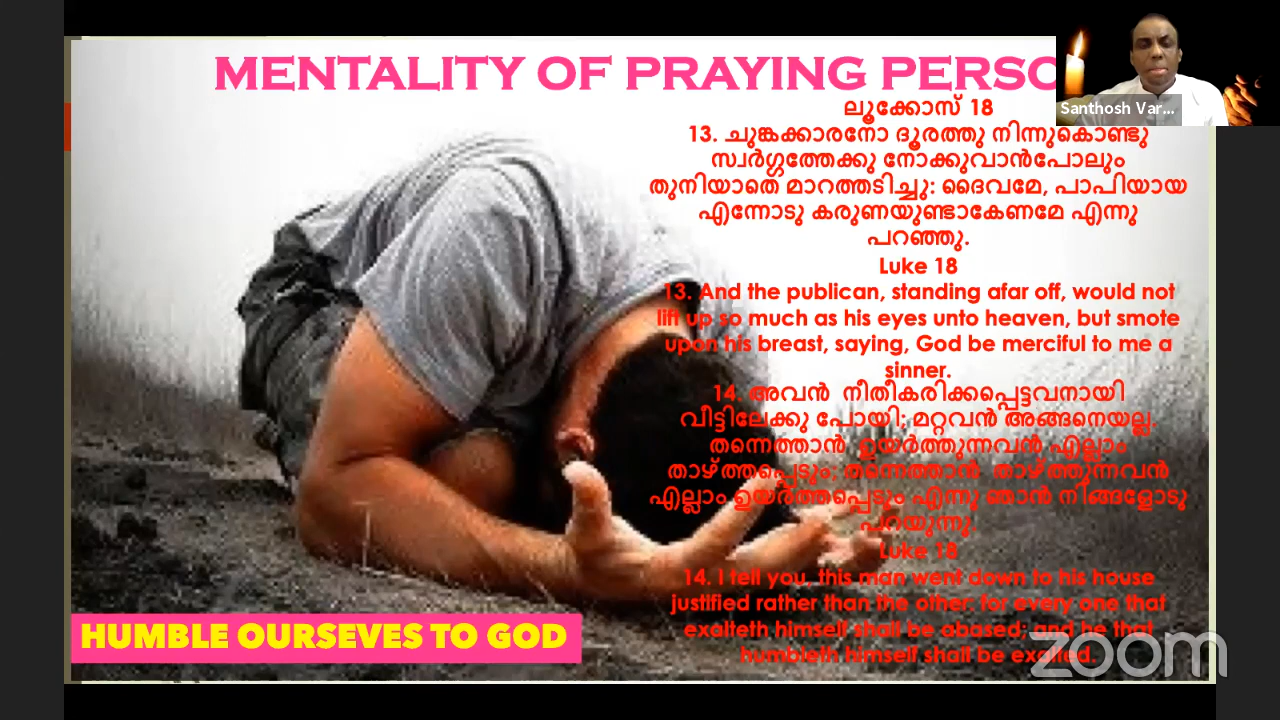 MENTALITY OF PRAYING PERSO
Santhosh Var...
ലൂക്കോസ് 18
13. ചുങ്കക്കാരനോ ദൂരത്തു നിന്നുകൊണ്ടു
സ്വർഗ്ഗത്തേക്കു നോക്കുവാൻപോലും
തുനിയാതെ മാറത്തടിച്ചു: ദൈവമേ, പാപിയായ
എന്നോടു കരുണയുണ്ടാകേണമേ എന്നു
പറഞ്ഞു.
Luke 18
13. And the publican, standing afar off, would not
lift up so much as his eyes unto heaven, but smote
upon his breast, saying, God be merciful to me a
sinner.
14. അവൻ നീതീകരിക്കപ്പെട്ടവനായി
വീട്ടിലേക്കു പോയി; മറ്റവൻ അങ്ങനെയല്ല.
തന്നെത്താൻ ഉയർത്തുന്നവൻ എല്ലാം
താഴ്ത്തപ്പെടും; തന്നെത്താൻ താഴ്ത്തുന്നവൻ
എല്ലാം ഉയർത്തപ്പെടും എന്നു ഞാൻ നിങ്ങളോടു
പറയുന്നു.
Luke 18
14. I tell you, this man went down to his house
justified rather than the other: for every one that
exalteth himself shall be abased; and he that
humbleth himself shall be exalted.
HUMBLE OURSEVES TO GOD
zoom